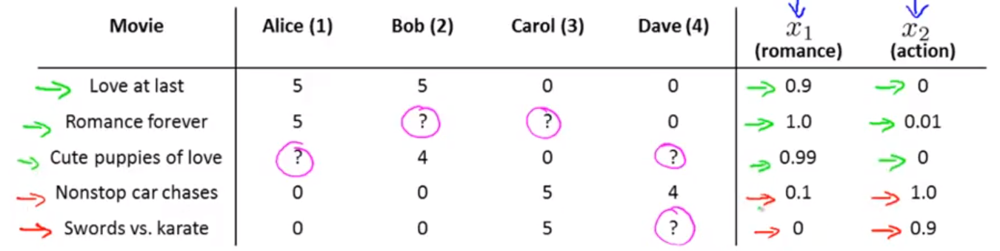 Movie Alice (1) Bob (2) Carol (3) Dave (4) x₁ (romance) x₂ (action)
Love at last 5 5 0 0 0.9 0
Romance forever 5 ? ? 0 1.0 0.01
Cute puppies of love ? 4 0 ? 0.99 0
Nonstop car chases 0 0 5 4 0.1 1.0
Swords vs. karate 0 0 5 ? 0 0.9